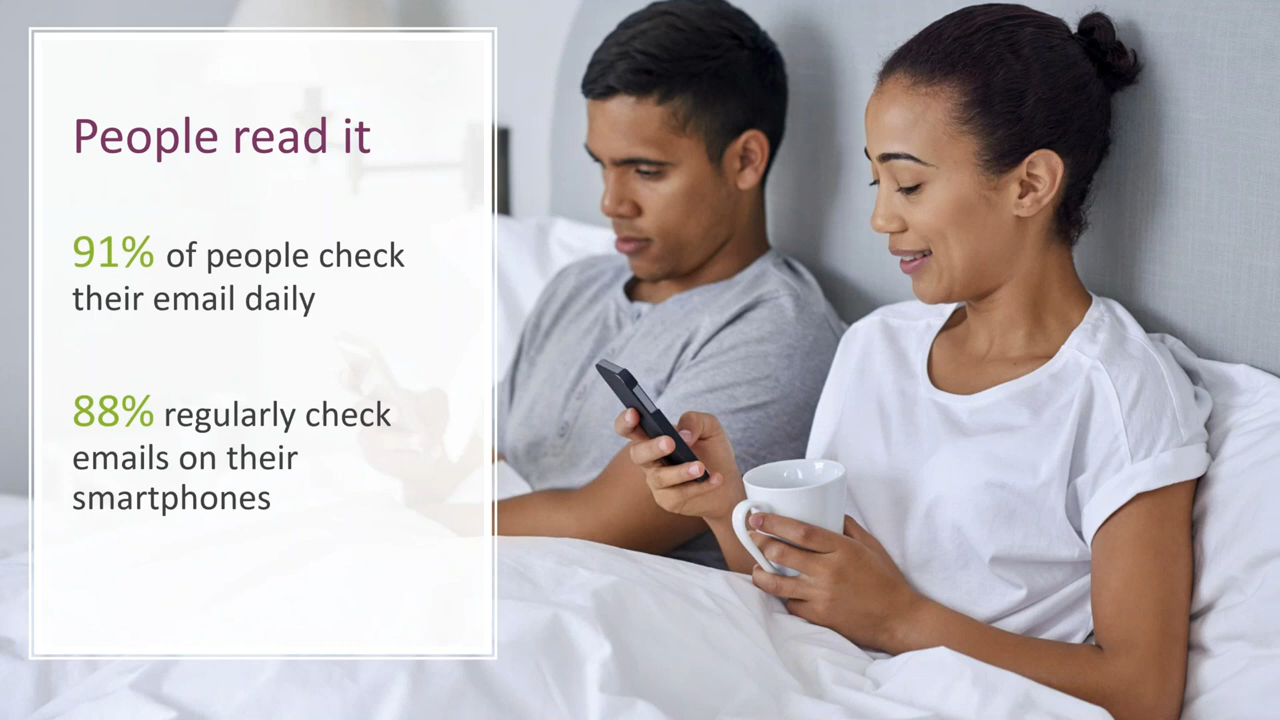 People read it
91% of people check
their email daily
88% regularly check
emails on their
smartphones